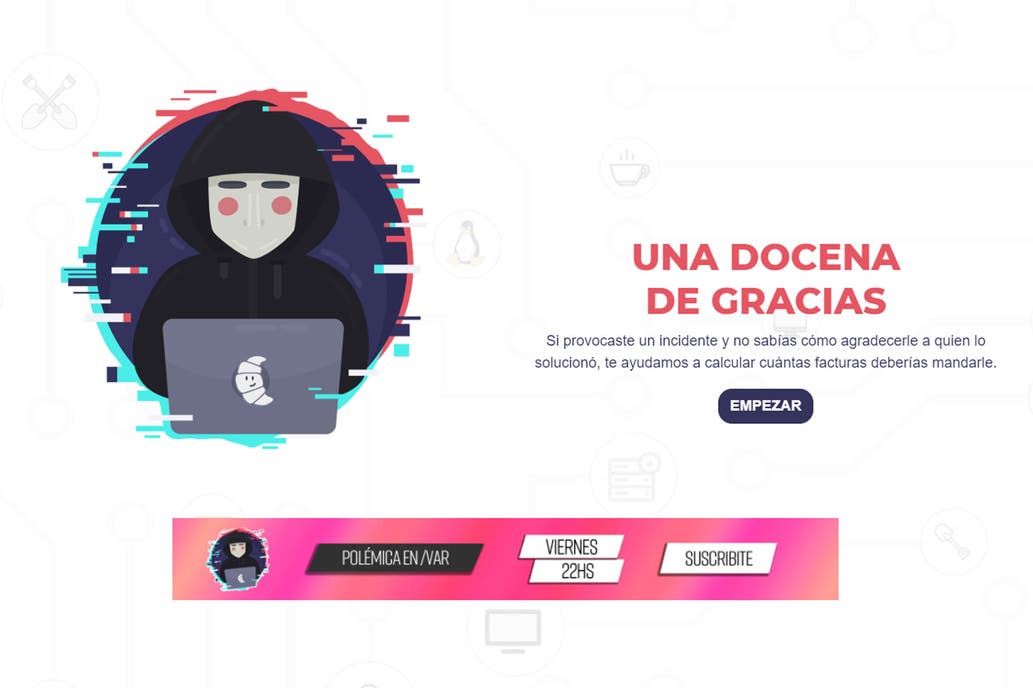 UNA DOCENA
DE GRACIAS
Si provocaste un incidente y no sabías cómo agradecerle a quien lo
solucionó, te ayudamos a calcular cuántas facturas deberías mandarle.
EMPEZAR
POLÉMICA EN /VAR
VIERNES
22HS
SUSCRIBITE